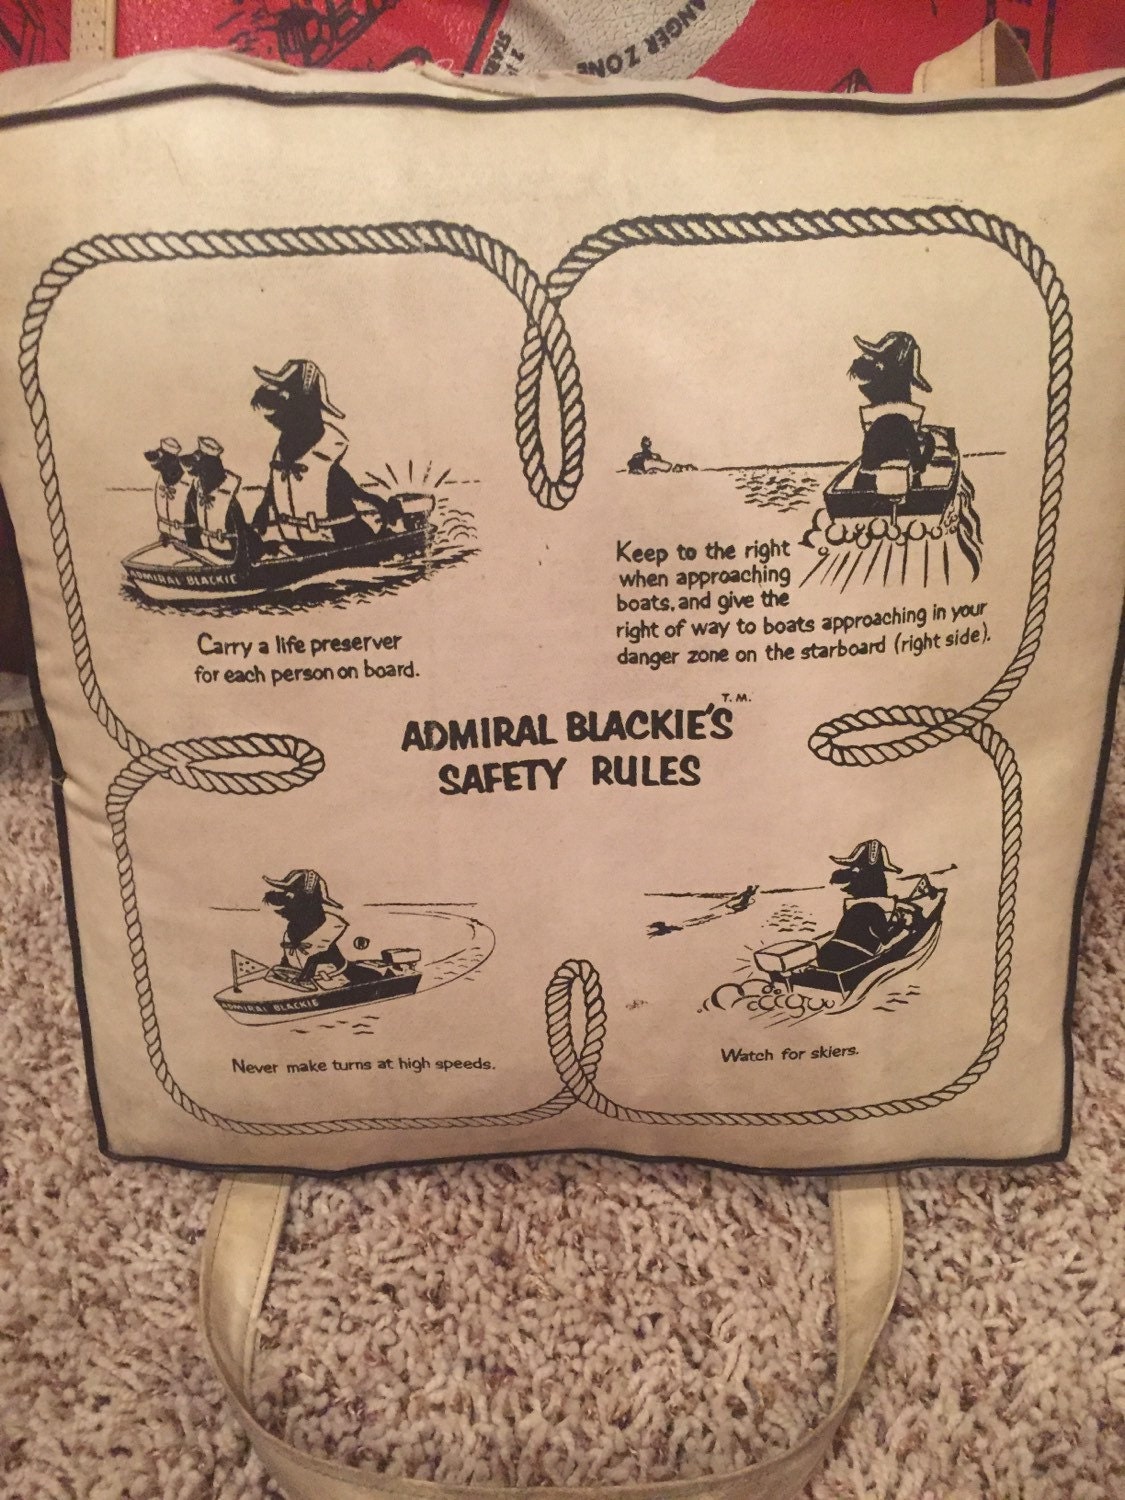 DANGER ZONE
ADMIRAL BLACKIE
Carry a life preserver
for each person on board.
Keep to the right
when approaching
boats, and give the
right of way to boats approaching in your
danger zone on the starboard (right side).
ADMIRAL BLACKIE'S T.M.
SAFETY RULES
®
ADMIRAL BLACKIE
Never make turns at high speeds.
Watch for skiers.